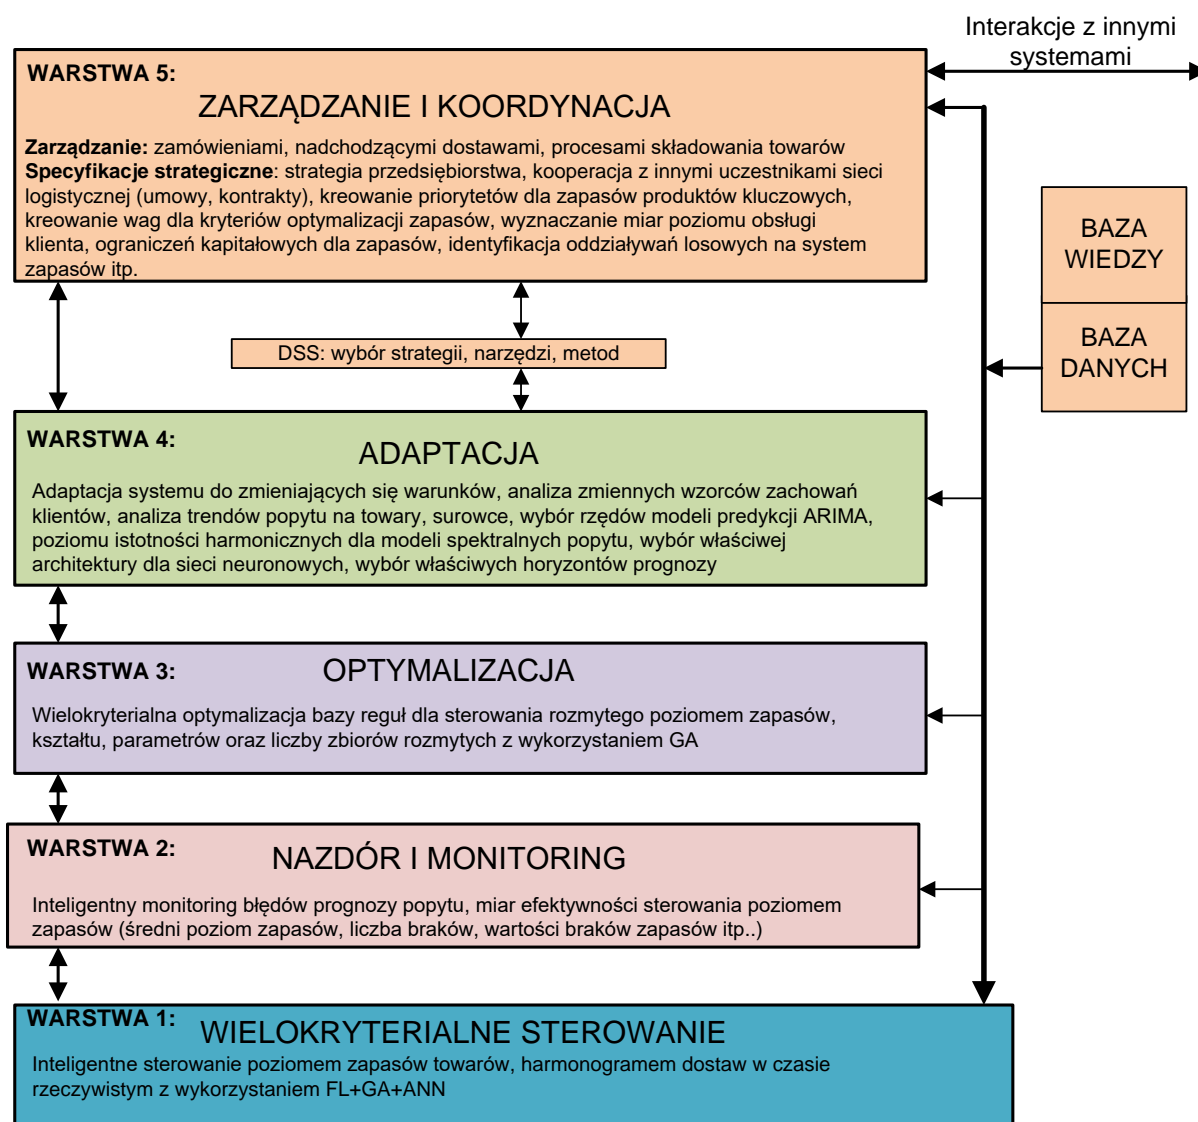 Interakcje z innymi
systemami
WARSTWA 5:
ZARZĄDZANIE I KOORDYNACJA
Zarządzanie: zamówieniami, nadchodzącymi dostawami, procesami składowania towarów
Specyfikacje strategiczne: strategia przedsiębiorstwa, kooperacja z innymi uczestnikami sieci
logistycznej (umowy, kontrakty), kreowanie priorytetów dla zapasów produktów kluczowych,
kreowanie wag dla kryteriów optymalizacji zapasów, wyznaczanie miar poziomu obsługi
klienta, ograniczeń kapitałowych dla zapasów, identyfikacja oddziaływań losowych na system
zapasów itp.
BAZA
WIEDZY
BAZA
DANYCH
DSS: wybór strategii, narzędzi, metod
WARSTWA 4:
ADAPTACJA
Adaptacja systemu do zmieniających się warunków, analiza zmiennych wzorców zachowań
klientów, analiza trendów popytu na towary, surowce, wybór rzędów modeli predykcji ARIMA,
poziomu istotności harmonicznych dla modeli spektralnych popytu, wybór właściwej
architektury dla sieci neuronowych, wybór właściwych horyzontów prognozy
WARSTWA 3:
OPTYMALIZACJA
Wielokryterialna optymalizacja bazy reguł dla sterowania rozmytego poziomem zapasów,
kształtu, parametrów oraz liczby zbiorów rozmytych z wykorzystaniem GA
WARSTWA 2:
NAZDÓR I MONITORING
Inteligentny monitoring błędów prognozy popytu, miar efektywności sterowania poziomem
zapasów (średni poziom zapasów, liczba braków, wartości braków zapasów itp..)
WARSTWA 1:
WIELOKRYTERIALNE STEROWANIE
Inteligentne sterowanie poziomem zapasów towarów, harmonogramem dostaw w czasie
rzeczywistym z wykorzystaniem FL+GA+ANN